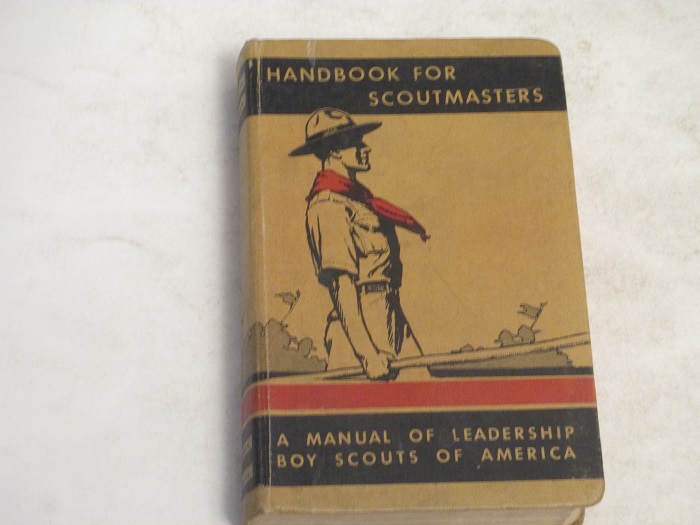 HANDBOOK FOR
SCOUTMASTERS
A MANUAL OF LEADERSHIP
BOY SCOUTS OF AMERICA